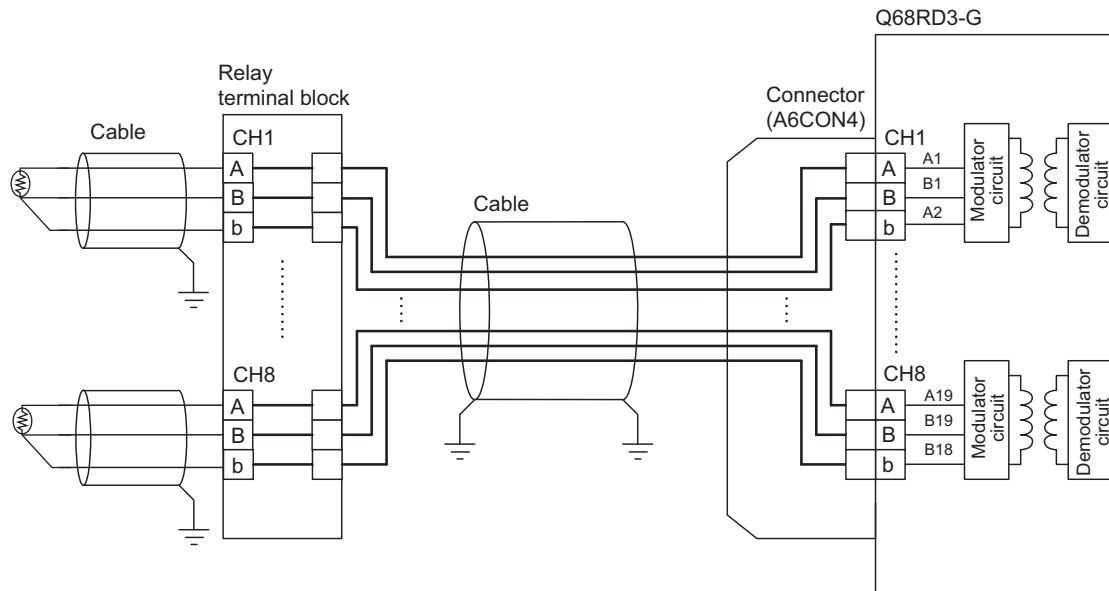 Q68RD3-G
Relay
terminal block
Connector
(A6CON4)
Cable
CH1
A
B
b
Cable
CH1
A
B
b
A1
B1
A2
Modulator
circuit
Demodulator
circuit
CH8
A
B
b
CH8
A
B
b
A19
B19
B18
Modulator
circuit
Demodulator
circuit